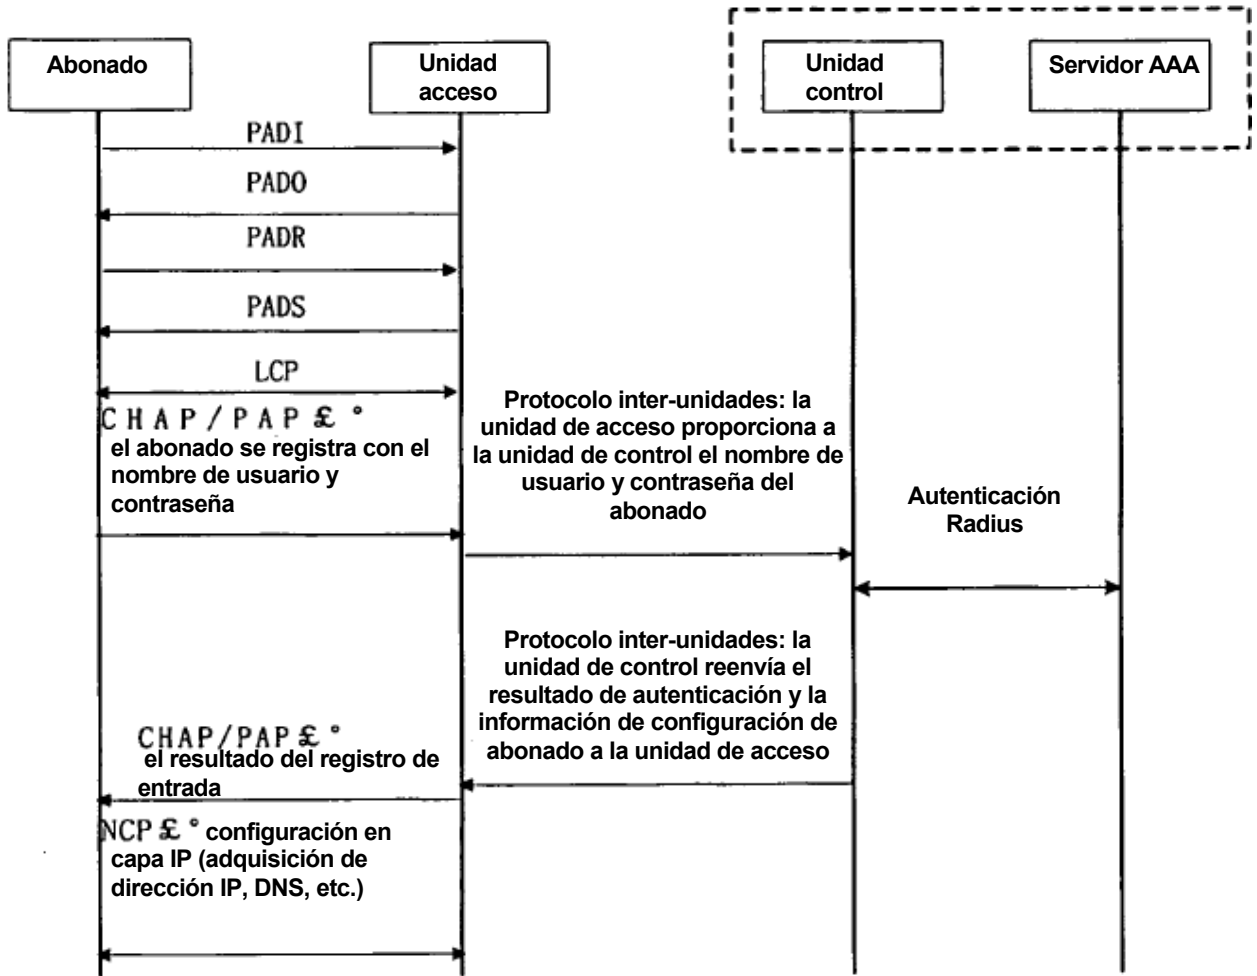 Abonado
Unidad
acceso
Unidad
control
Servidor AAA
PADI
PADO
PADR
PADS
LCP
CHAP/PAP£°
el abonado se registra con el
nombre de usuario y
contraseña
Protocolo inter-unidades: la
unidad de acceso proporciona a
la unidad de control el nombre de
usuario y contraseña del
abonado
Autenticación
Radius
Protocolo inter-unidades: la
unidad de control reenvía el
resultado de autenticación y la
información de configuración de
abonado a la unidad de acceso
CHAP/PAP£°
el resultado del registro de
entrada
NCP£° configuración en
capa IP (adquisición de
dirección IP, DNS, etc.)